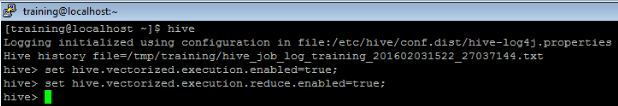 training@localhost:~
[training@localhost ~]$ hive
Logging initialized using configuration in file:/etc/hive/conf.dist/hive-log4j.properties
Hive history file=/tmp/training/hive_job_log_training_201602031522_27037144.txt
hive> set hive.vectorized.execution.enabled=true;
hive> set hive.vectorized.execution.reduce.enabled=true;
hive>